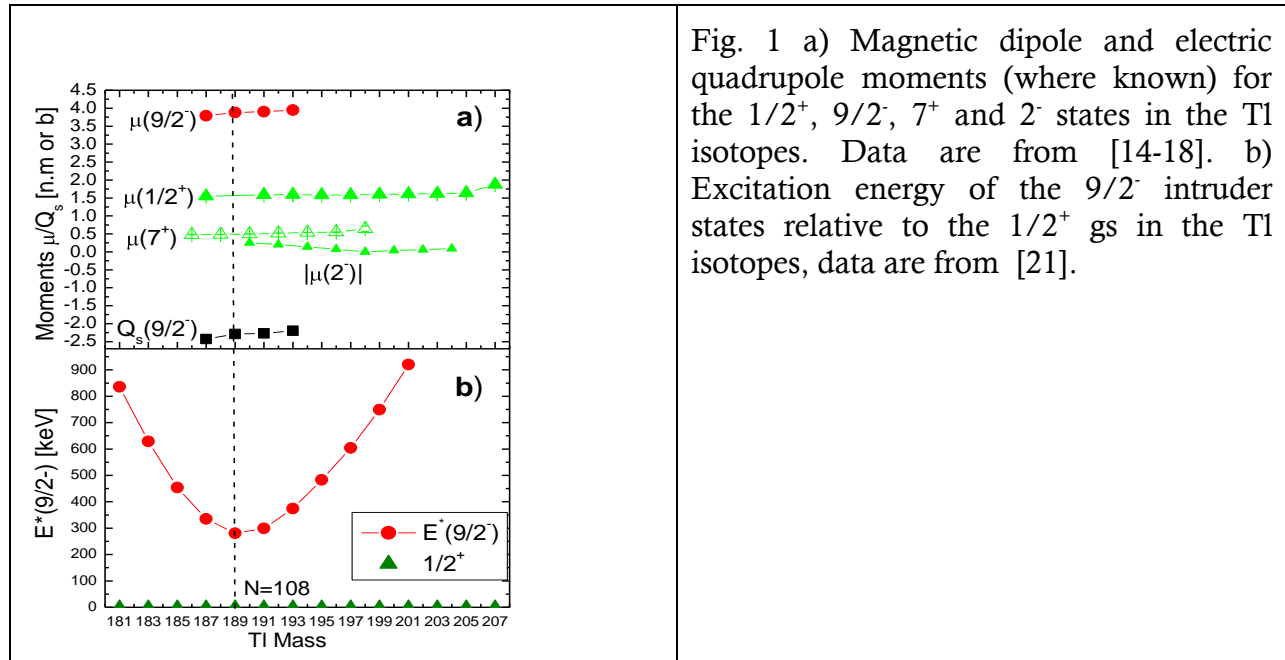 4.5
4.0
3.5
3.0
2.5
2.0
1.5
1.0
0.5
0.0
-0.5
-1.0
-1.5
-2.0
-2.5
Moments μ/Qs [n.m or b]
μ(9/2-)
a)
μ(1/2+)
μ(7+)
|μ(2-)|
Qs(9/2-)
900
800
700
600
500
400
300
200
100
0
E*(9/2-) [keV]
b)
E*(9/2-)
1/2+
N=108
181 183 185 187 189 191 193 195 197 199 201 203 205 207
Tl Mass
Fig. 1 a) Magnetic dipole and electric
quadrupole moments (where known) for
the 1/2+, 9/2-, 7+ and 2- states in the Tl
isotopes. Data are from [14-18]. b)
Excitation energy of the 9/2- intruder
states relative to the 1/2+ gs in the Tl
isotopes, data are from [21].